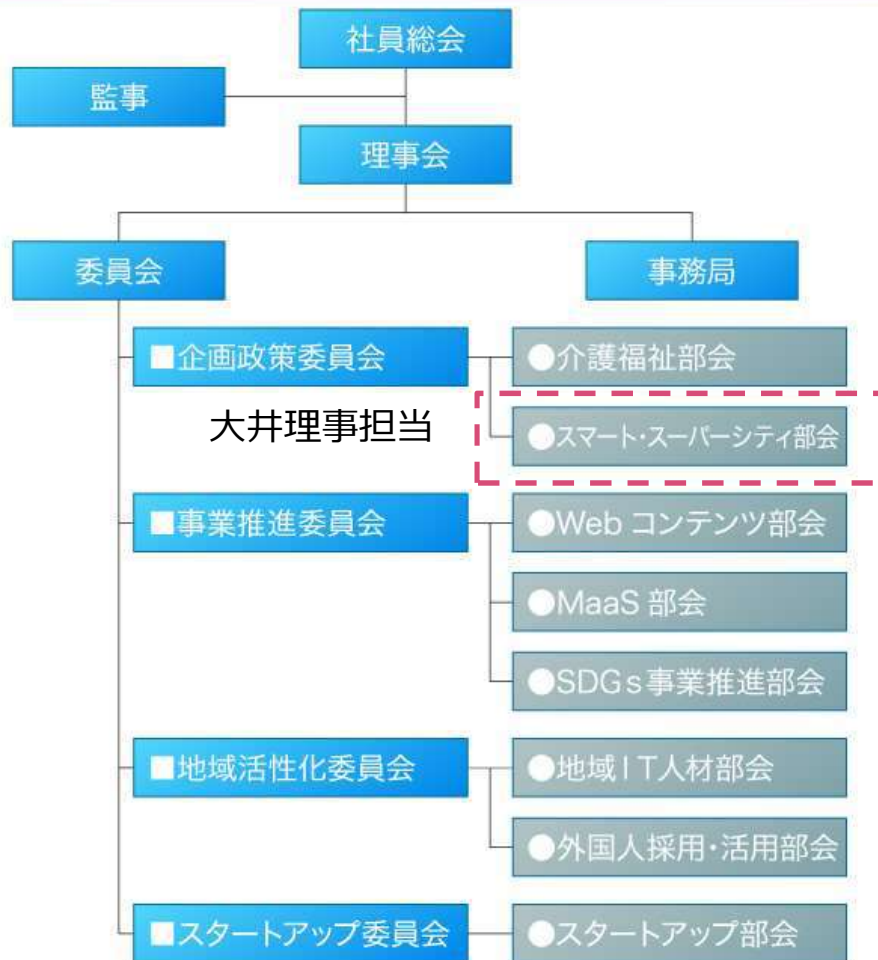 社員総会
監事
理事会
委員会
事務局
■企画政策委員会
●介護福祉部会
大井理事担当
●スマート・スーパーシティ部会
■事業推進委員会
●Web コンテンツ部会
●MaaS 部会
●SDGs事業推進部会
■地域活性化委員会
●地域IT人材部会
●外国人採用・活用部会
■スタートアップ委員会
●スタートアップ部会